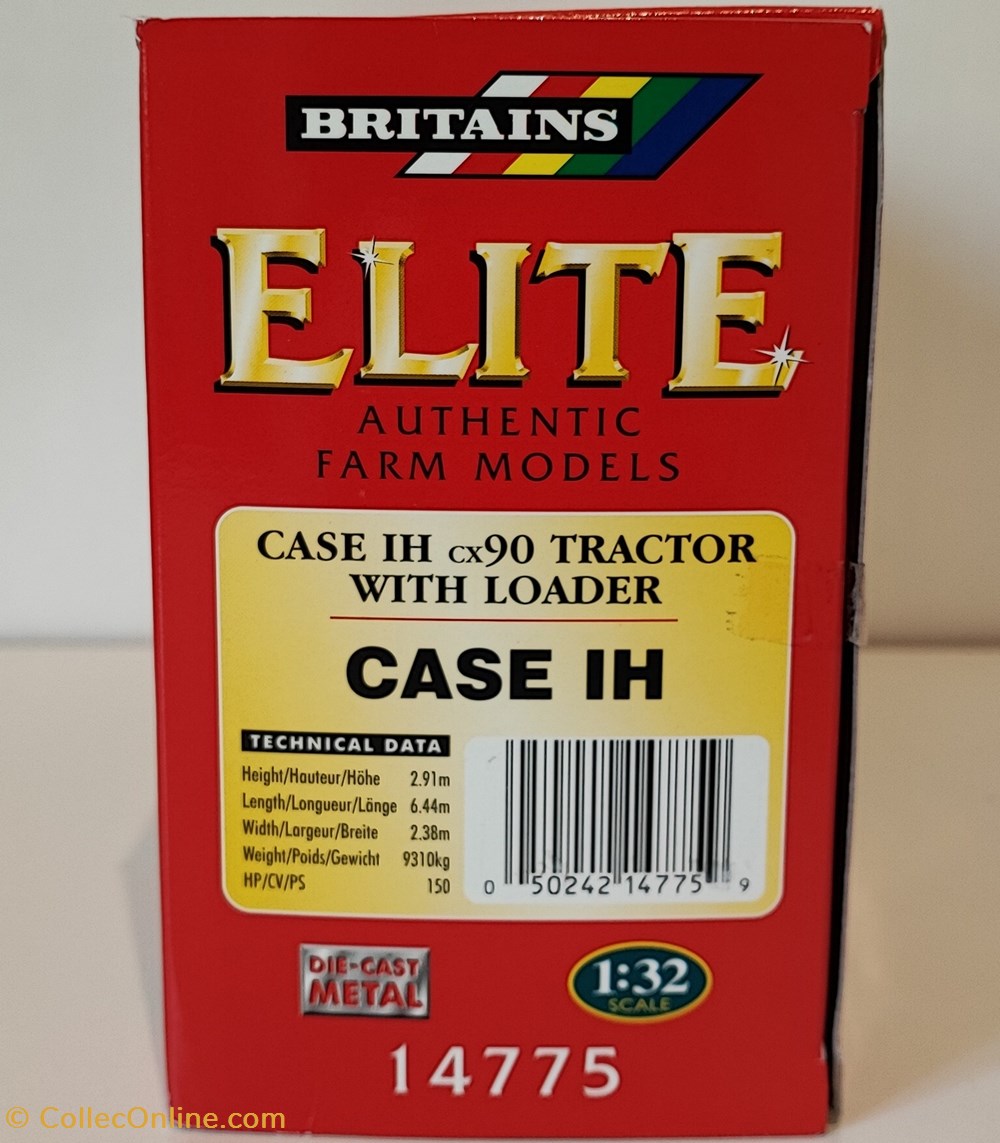 BRITAINS
ELITE
AUTHENTIC
FARM MODELS
CASE IH cx90 TRACTOR
WITH LOADER
CASE IH
TECHNICAL DATA
Height/Hauteur/Höhe 2.91m
Length/Longueur/Länge 6.44m
Width/Largeur/Breite 2.38m
Weight/Poids/Gewicht 9310kg
HP/CV/PS 150
0 50242 14775 9
DIE-CAST
METAL
1:32
SCALE
14775
© CollecOnline.com